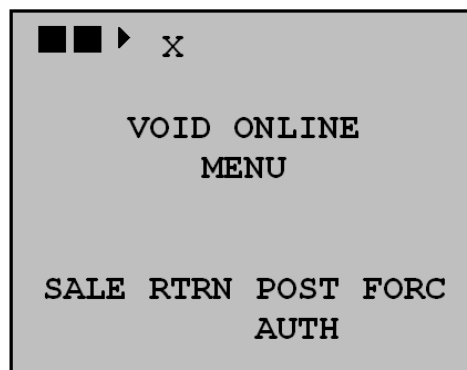 X
VOID ONLINE
MENU
SALE RTRN POST FORC
AUTH